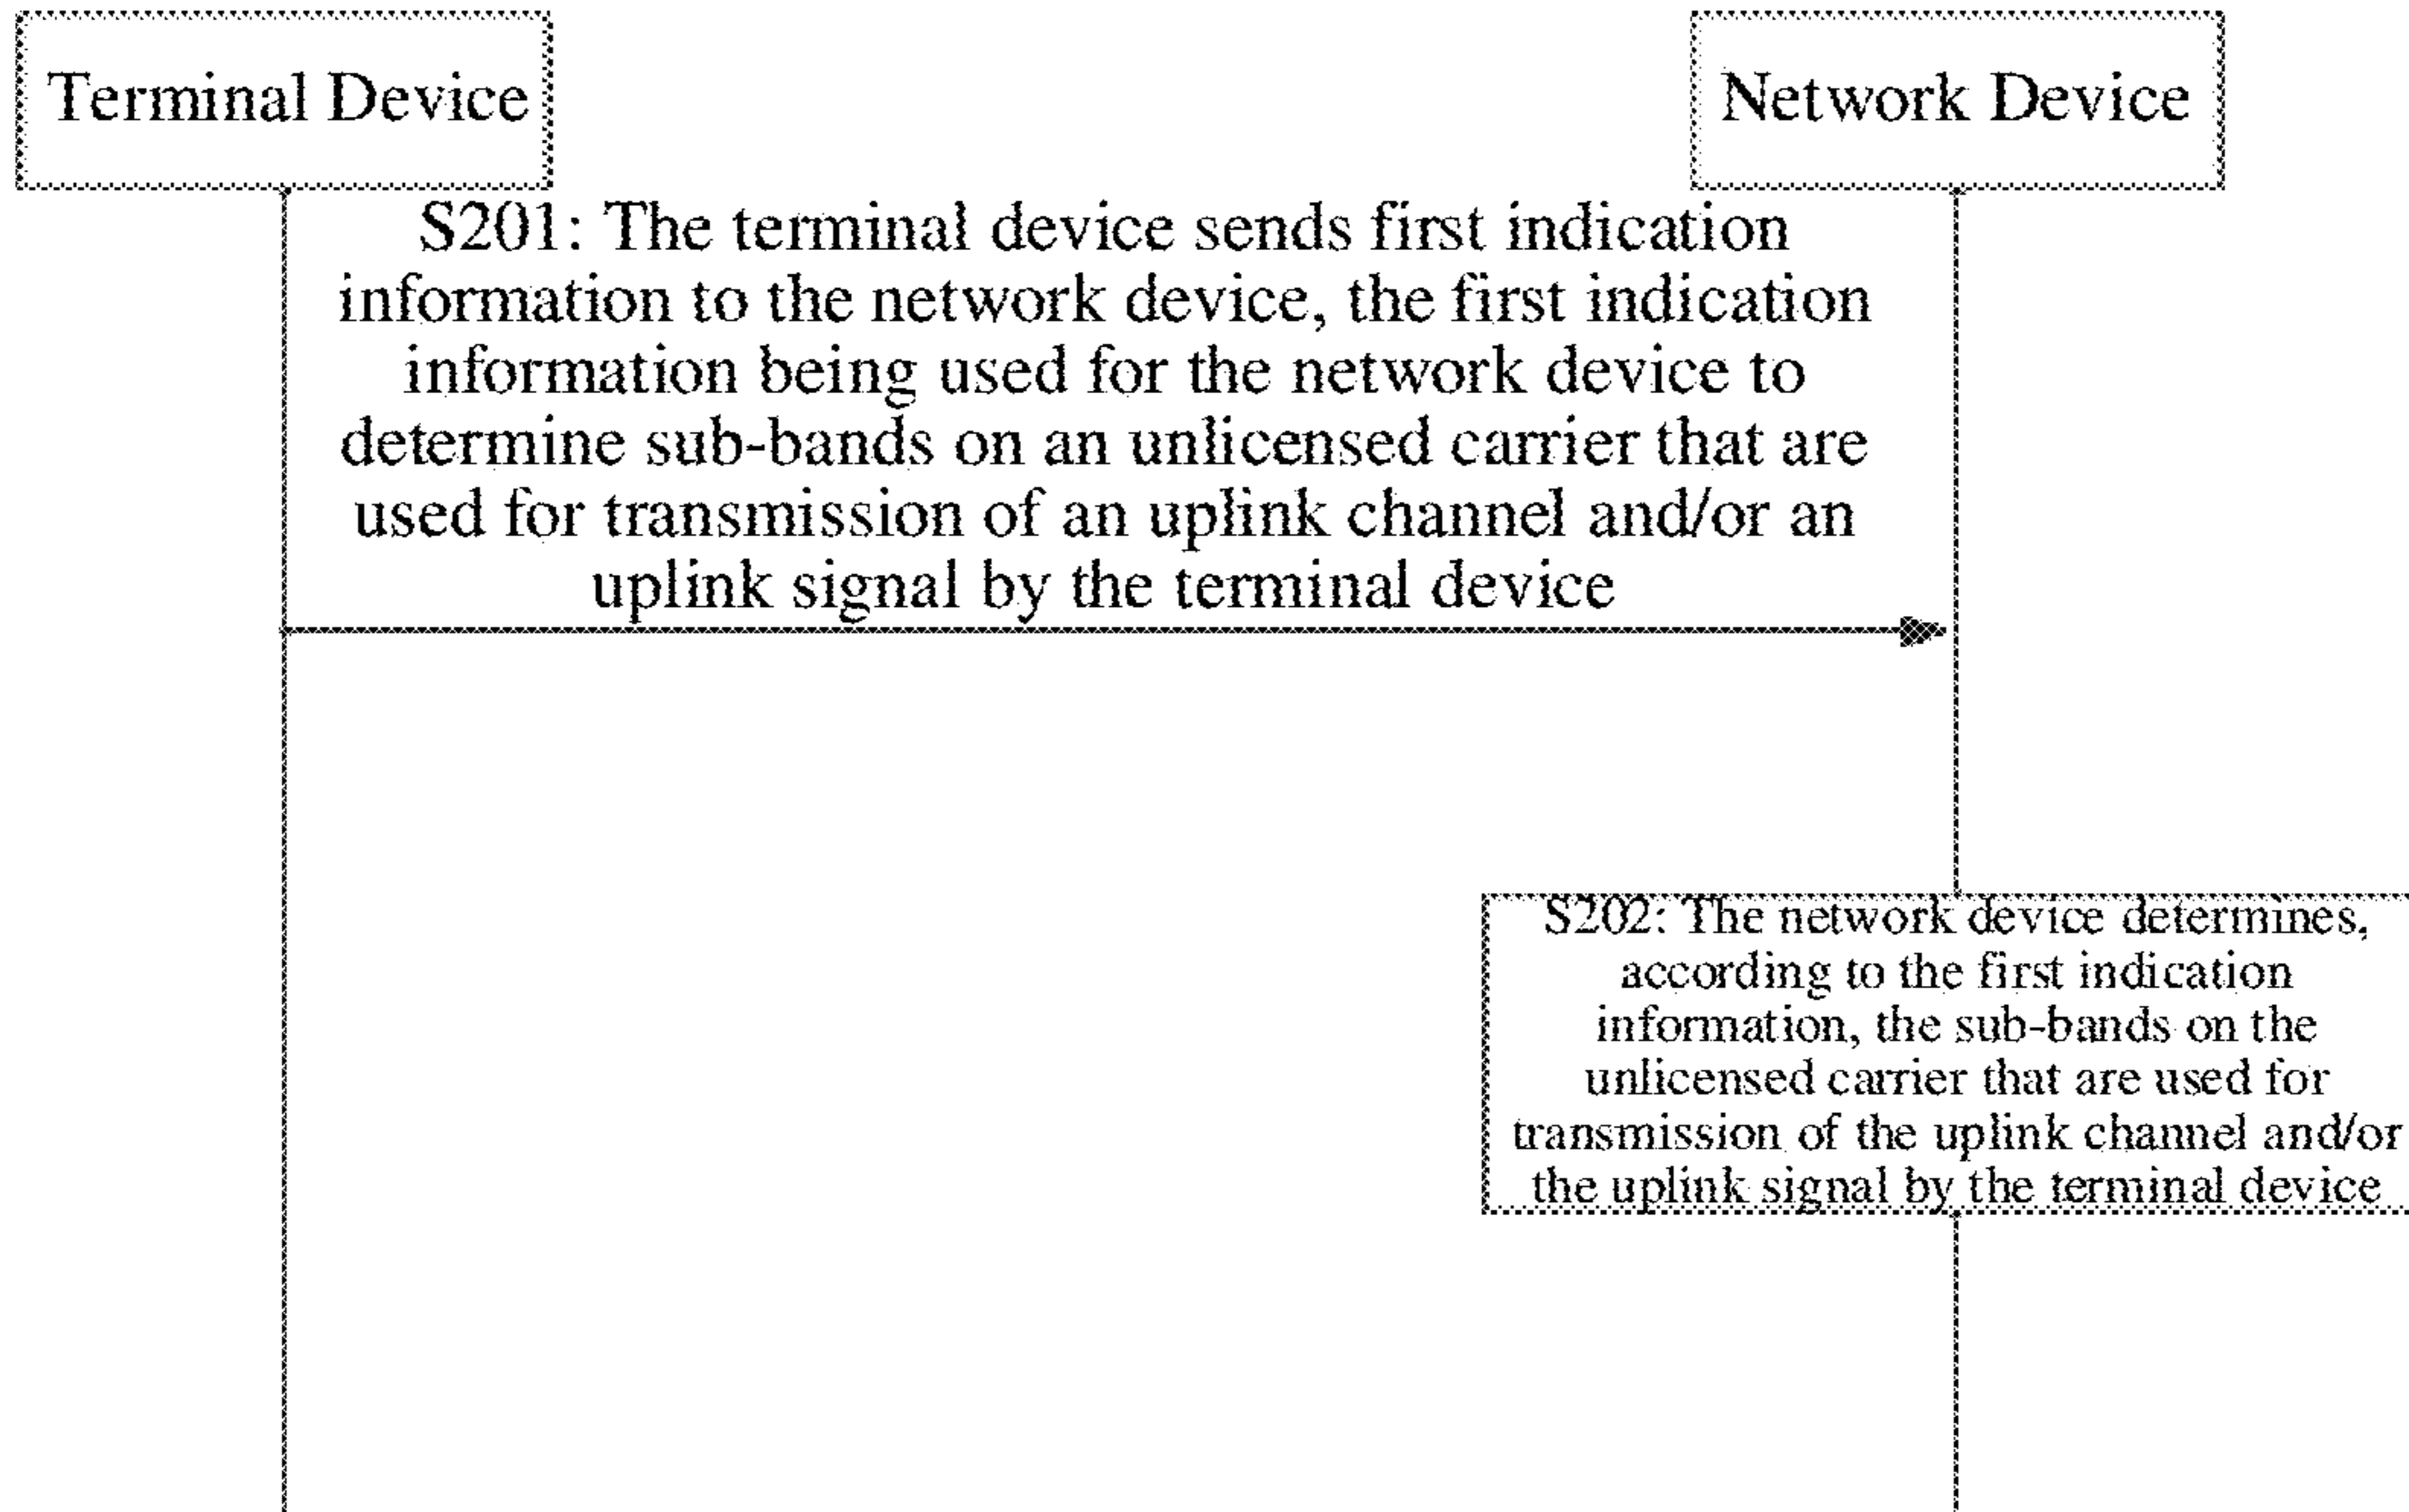 Terminal Device
Network Device
S201: The terminal device sends first indication
information to the network device, the first indication
information being used for the network device to
determine sub-bands on an unlicensed carrier that are
used for transmission of an uplink channel and/or an
uplink signal by the terminal device
S202: The network device determines,
according to the first indication
information, the sub-bands on the
unlicensed carrier that are used for
transmission of the uplink channel and/or
the uplink signal by the terminal device